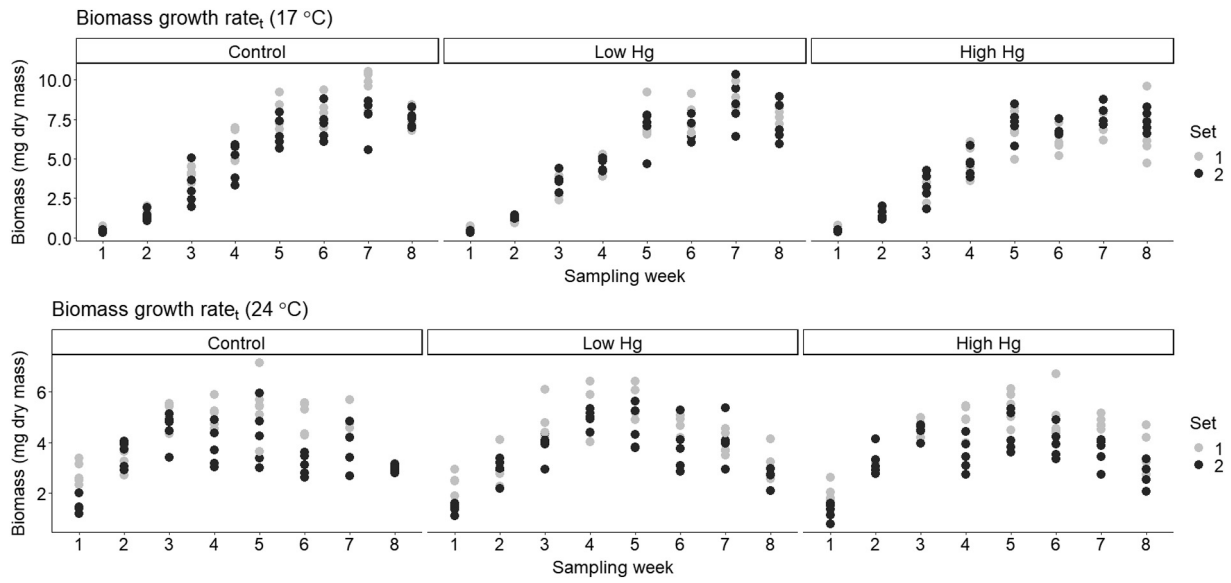 Biomass growth rateₜ (17 °C)
Control Low Hg High Hg
10.0
7.5
5.0
2.5
0.0
Biomass (mg dry mass)
1 2 3 4 5 6 7 8 1 2 3 4 5 6 7 8 1 2 3 4 5 6 7 8
Sampling week
Set
1
2
Biomass growth rateₜ (24 °C)
Control Low Hg High Hg
6
4
2
Biomass (mg dry mass)
1 2 3 4 5 6 7 8 1 2 3 4 5 6 7 8 1 2 3 4 5 6 7 8
Sampling week
Set
1
2